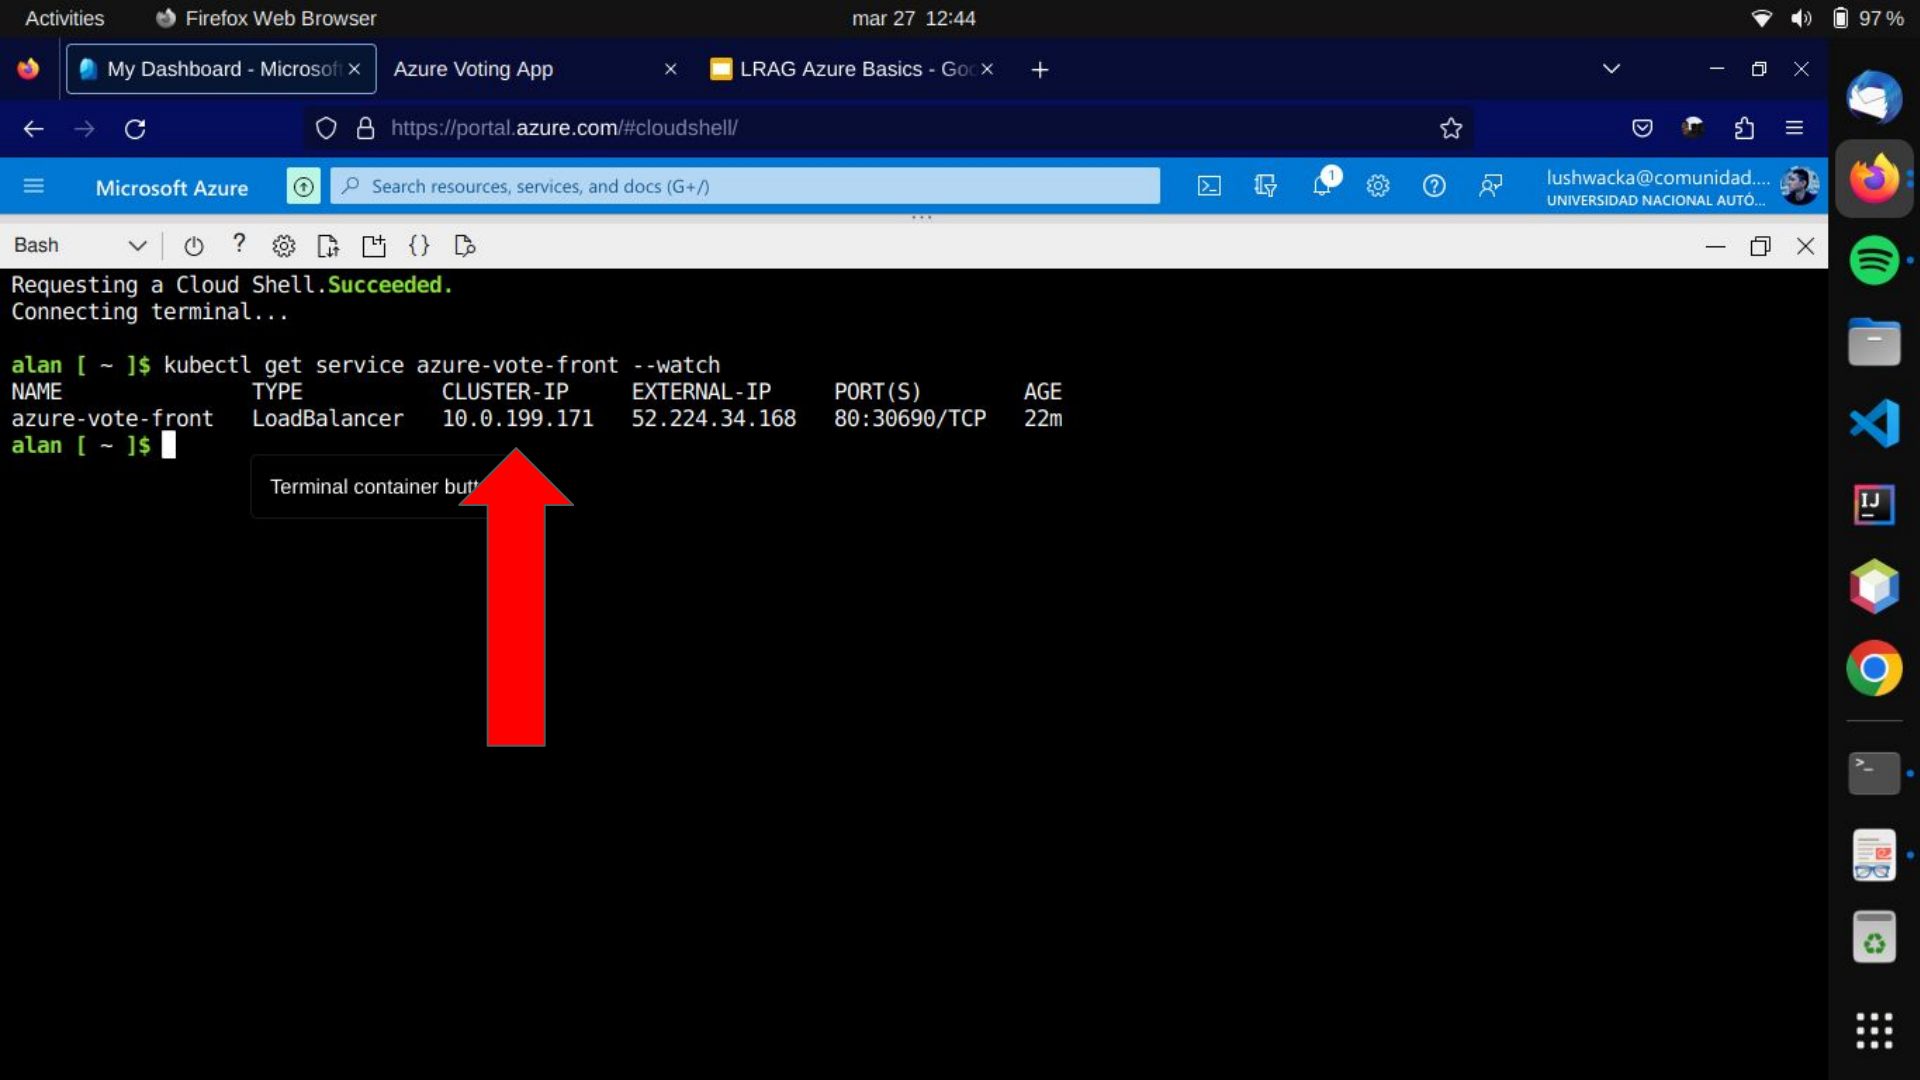 Activities Firefox Web Browser mar 27 12:44 97 %
My Dashboard - Microsoft Azure Voting App LRAG Azure Basics - Goo
https://portal.azure.com/#cloudshell/
Microsoft Azure Search resources, services, and docs (G+/) 1 lushwacka@comunidad....
UNIVERSIDAD NACIONAL AUTÓ...
Bash
Requesting a Cloud Shell.Succeeded.
Connecting terminal...
alan [ ~ ]$ kubectl get service azure-vote-front --watch
NAME TYPE CLUSTER-IP EXTERNAL-IP PORT(S) AGE
azure-vote-front LoadBalancer 10.0.199.171 52.224.34.168 80:30690/TCP 22m
alan [ ~ ]$
Terminal container
IJ